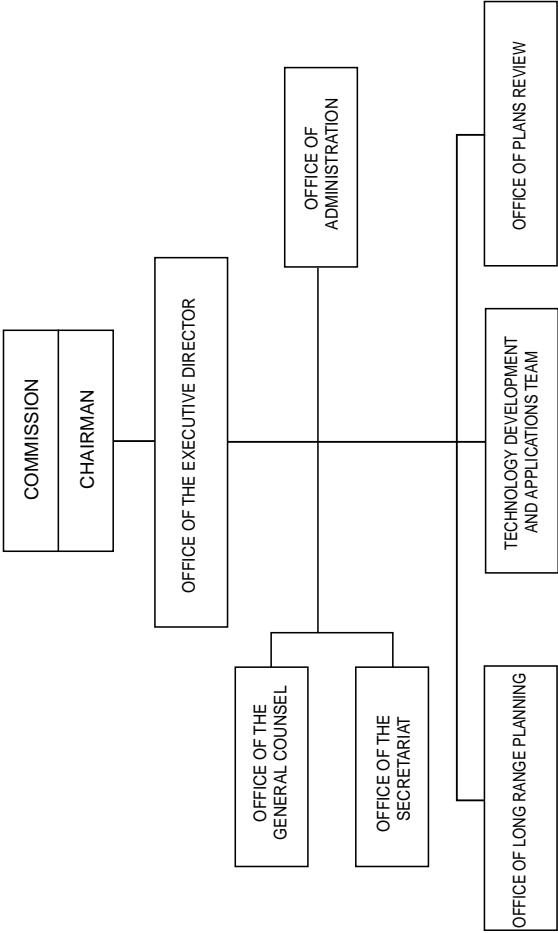 COMMISSION
CHAIRMAN
OFFICE OF THE EXECUTIVE DIRECTOR
OFFICE OF THE
GENERAL COUNSEL
OFFICE OF THE
SECRETARIAT
OFFICE OF
ADMINISTRATION
OFFICE OF LONG RANGE PLANNING
TECHNOLOGY DEVELOPMENT
AND APPLICATIONS TEAM
OFFICE OF PLANS REVIEW